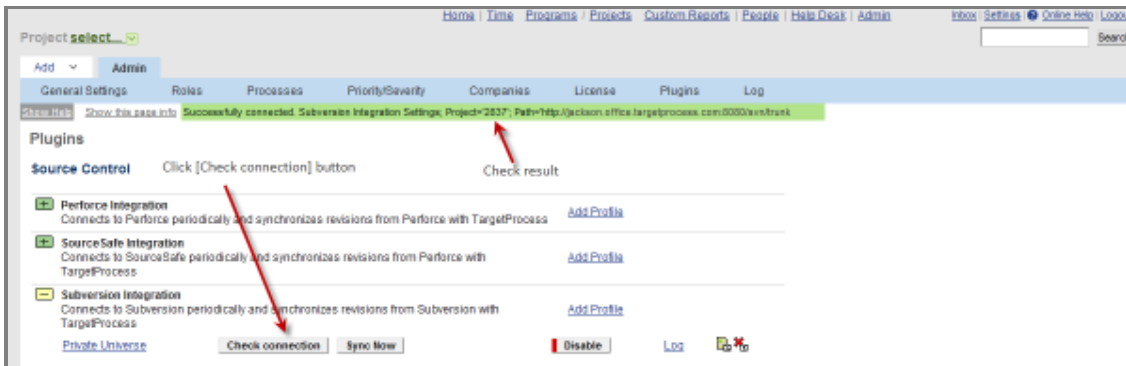 Home | Time Programs / Projects Custom Reports | People | Help Desk | Admin
Inbox | Settings | Online Help | Logou
Project select...
Search
Add Admin
General Settings Roles Processes Priority/Severity Companies License Plugins Log
Show Help Show this page info Successfully connected. Subversion Integration Settings; Project='2837'; Path='http://jackson.office.targetprocess.com:8080/svn/trunk
Plugins
Source Control Click [Check connection] button Check result
Perforce Integration
Connects to Perforce periodically and synchronizes revisions from Perforce with TargetProcess Add Profile
SourceSafe Integration
Connects to SourceSafe periodically and synchronizes revisions from Perforce with Add Profile
TargetProcess
Subversion Integration
Connects to Subversion periodically and synchronizes revisions from Subversion with Add Profile
TargetProcess
Private Universe Check connection Sync Now Disable Log